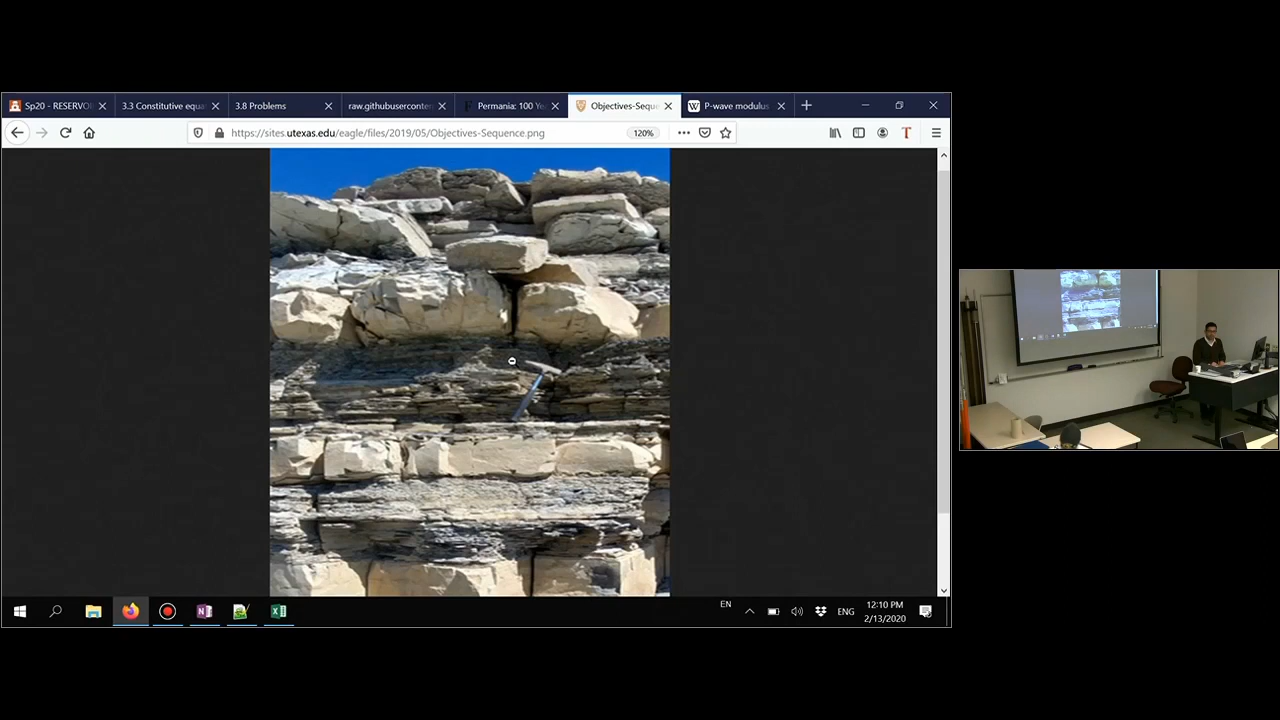 Sp20 - RESERVOI
3.3 Constitutive equa
3.8 Problems
raw.githubuserconten
Permania: 100 Ye
Objectives-Seque
P-wave modulus
https://sites.utexas.edu/eagle/files/2019/05/Objectives-Sequence.png
120%
EN
ENG
12:10 PM
2/13/2020